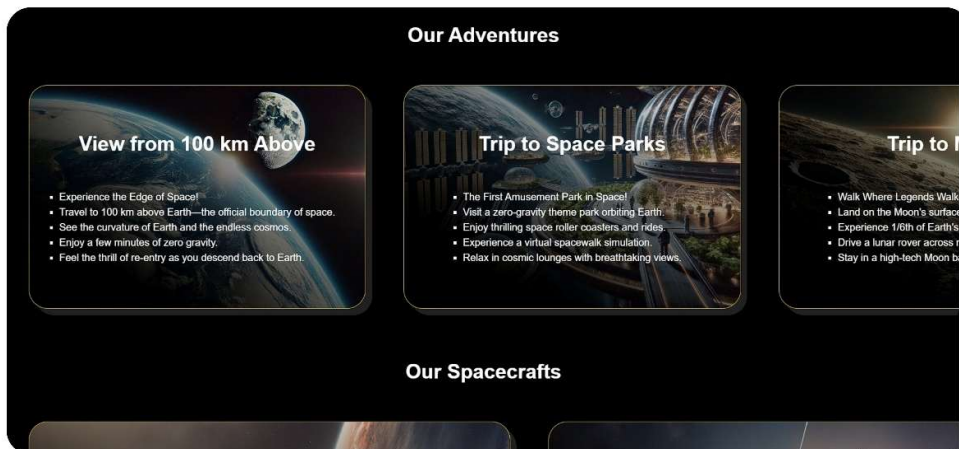 Our Adventures
View from 100 km Above
Experience the Edge of Space!
Travel to 100 km above Earth—the official boundary of space.
See the curvature of Earth and the endless cosmos.
Enjoy a few minutes of zero gravity.
Feel the thrill of re-entry as you descend back to Earth.
Trip to Space Parks
The First Amusement Park in Space!
Visit a zero-gravity theme park orbiting Earth.
Enjoy thrilling space roller coasters and rides.
Experience a virtual spacewalk simulation.
Relax in cosmic lounges with breathtaking views.
Trip to
Walk Where Legends Walk
Land on the Moon's surface
Experience 1/6th of Earth's
Drive a lunar rover across
Stay in a high-tech Moon
Our Spacecrafts